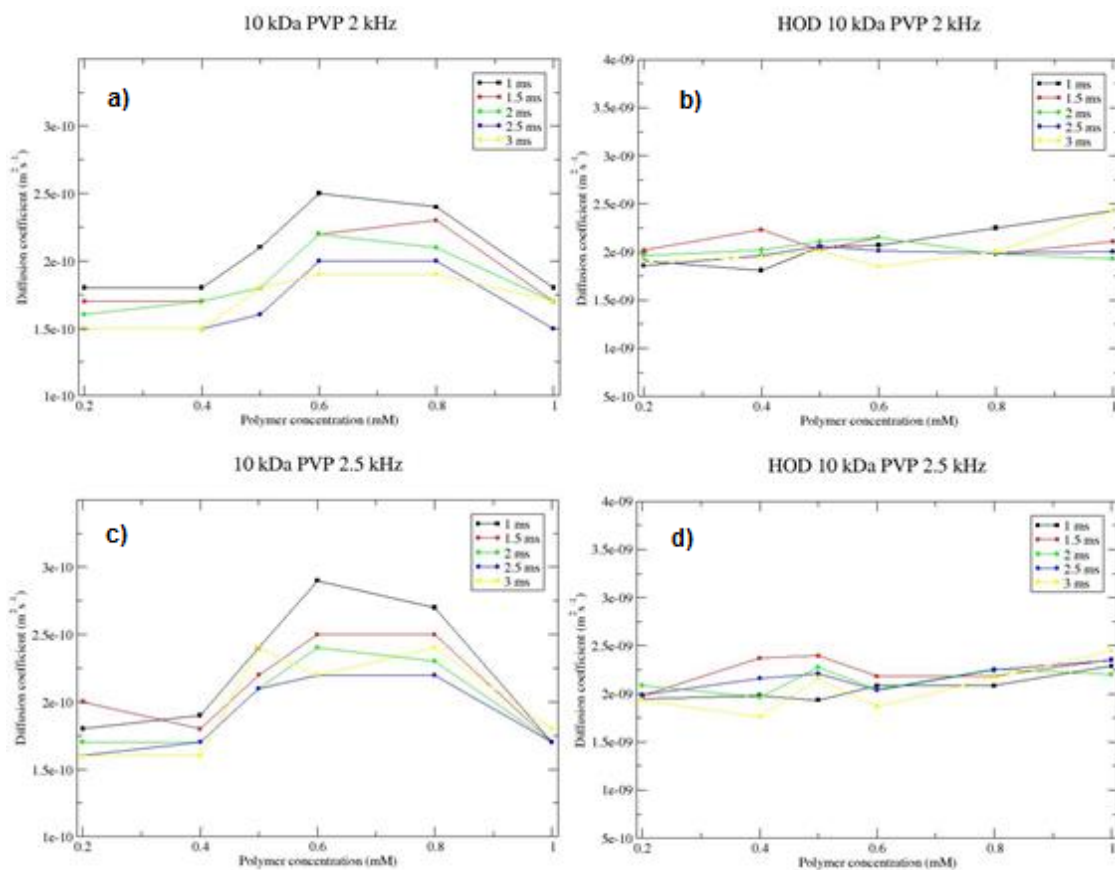 10 kDa PVP 2 kHz
a)
1 ms
1.5 ms
2 ms
2.5 ms
3 ms
3e-10
2.5e-10
2e-10
1.5e-10
1e-10
Diffusion coefficient (m² s⁻¹)
0.2 0.4 0.6 0.8 1
Polymer concentration (mM)
HOD 10 kDa PVP 2 kHz
b)
1 ms
1.5 ms
2 ms
2.5 ms
3 ms
4e-09
3.5e-09
3e-09
2.5e-09
2e-09
1.5e-09
1e-09
5e-10
Diffusion coefficient (m² s⁻¹)
0.2 0.4 0.6 0.8 1
Polymer concentration (mM)
10 kDa PVP 2.5 kHz
c)
1 ms
1.5 ms
2 ms
2.5 ms
3 ms
3e-10
2.5e-10
2e-10
1.5e-10
1e-10
Diffusion coefficient (m² s⁻¹)
0.2 0.4 0.6 0.8 1
Polymer concentration (mM)
HOD 10 kDa PVP 2.5 kHz
d)
1 ms
1.5 ms
2 ms
2.5 ms
3 ms
4e-09
3.5e-09
3e-09
2.5e-09
2e-09
1.5e-09
1e-09
5e-10
Diffusion coefficient (m² s⁻¹)
0.2 0.4 0.6 0.8 1
Polymer concentration (mM)